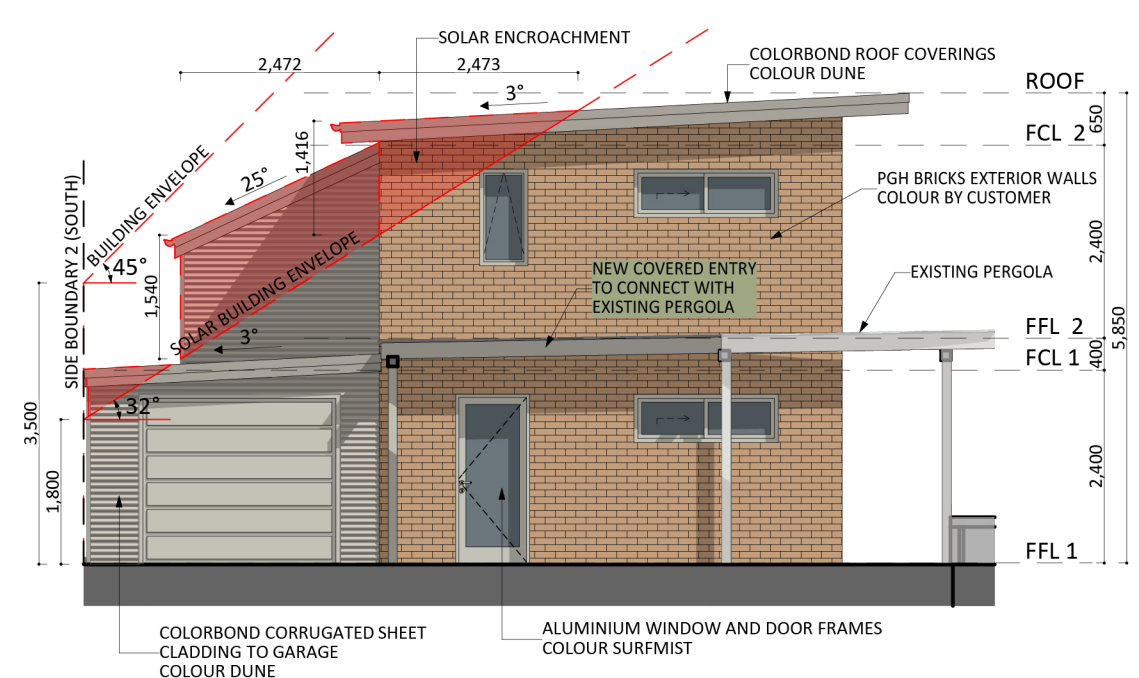 SOLAR ENCROACHMENT
COLORBOND ROOF COVERINGS
COLOUR DUNE
2,472
2,473
ROOF
3°
650
FCL 2
1,416
BUILDING ENVELOPE
25°
PGH BRICKS EXTERIOR WALLS
COLOUR BY CUSTOMER
SIDE BOUNDARY 2 (SOUTH)
2,400
45°
1,540
SOLAR BUILDING ENVELOPE
NEW COVERED ENTRY
TO CONNECT WITH
EXISTING PERGOLA
EXISTING PERGOLA
FFL 2
5,850
3°
400
FCL 1
32°
3,500
1,800
2,400
FFL 1
COLORBOND CORRUGATED SHEET
CLADDING TO GARAGE
COLOUR DUNE
ALUMINIUM WINDOW AND DOOR FRAMES
COLOUR SURFMIST